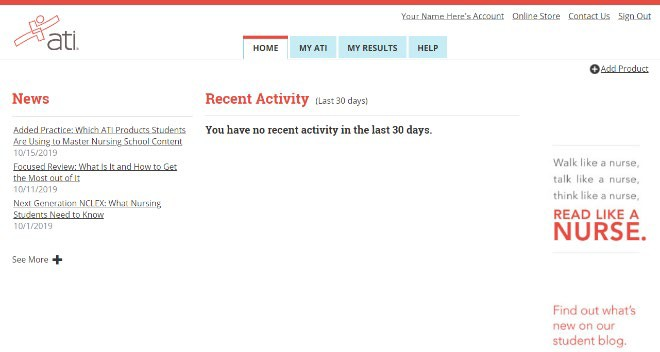 Your Name Here's Account Online Store Contact Us Sign Out
ati
HOME MY ATI MY RESULTS HELP
Add Product
News
Added Practice: Which ATI Products Students
Are Using to Master Nursing School Content
10/15/2019
Focused Review: What Is It and How to Get
the Most out of It
10/11/2019
Next Generation NCLEX: What Nursing
Students Need to Know
10/1/2019
See More
Recent Activity (Last 30 days)
You have no recent activity in the last 30 days.
Walk like a nurse,
talk like a nurse,
think like a nurse,
READ LIKE A
NURSE.
Find out what's
new on our
student blog.